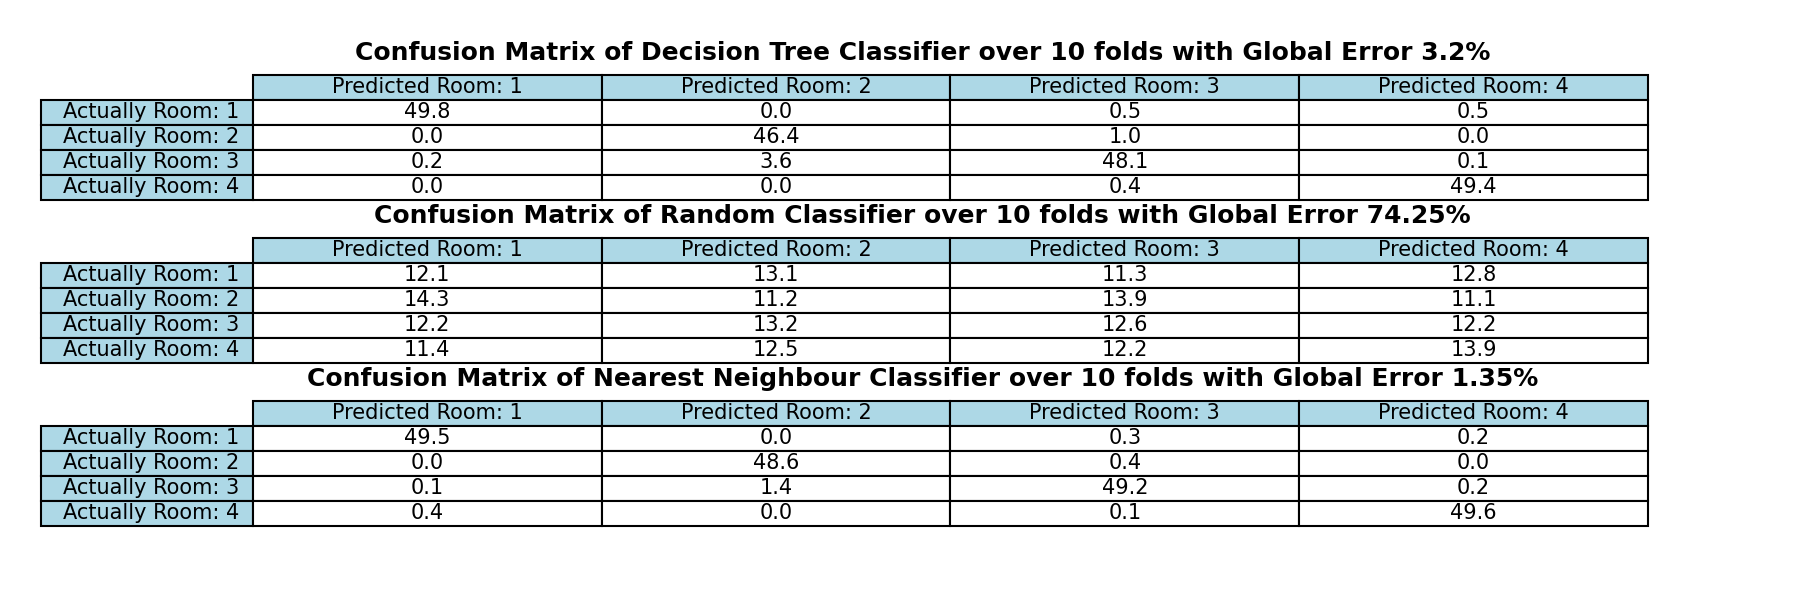 Confusion Matrix of Decision Tree Classifier over 10 folds with Global Error 3.2%
Predicted Room: 1 Predicted Room: 2 Predicted Room: 3 Predicted Room: 4
Actually Room: 1 49.8 0.0 0.5 0.5
Actually Room: 2 0.0 46.4 1.0 0.0
Actually Room: 3 0.2 3.6 48.1 0.1
Actually Room: 4 0.0 0.0 0.4 49.4
Confusion Matrix of Random Classifier over 10 folds with Global Error 74.25%
Predicted Room: 1 Predicted Room: 2 Predicted Room: 3 Predicted Room: 4
Actually Room: 1 12.1 13.1 11.3 12.8
Actually Room: 2 14.3 11.2 13.9 11.1
Actually Room: 3 12.2 13.2 12.6 12.2
Actually Room: 4 11.4 12.5 12.2 13.9
Confusion Matrix of Nearest Neighbour Classifier over 10 folds with Global Error 1.35%
Predicted Room: 1 Predicted Room: 2 Predicted Room: 3 Predicted Room: 4
Actually Room: 1 49.5 0.0 0.3 0.2
Actually Room: 2 0.0 48.6 0.4 0.0
Actually Room: 3 0.1 1.4 49.2 0.2
Actually Room: 4 0.4 0.0 0.1 49.6